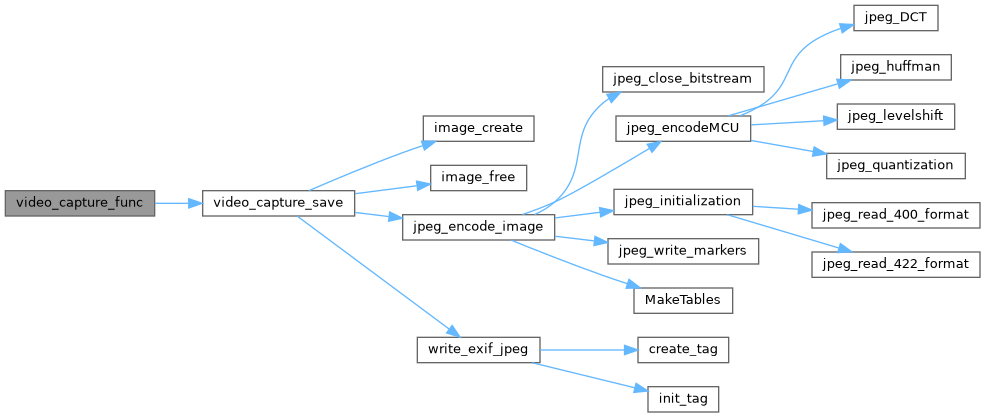 video_capture_func
video_capture_save
image_create
image_free
jpeg_encode_image
write_exif_jpeg
jpeg_close_bitstream
jpeg_encodeMCU
jpeg_initialization
jpeg_write_markers
MakeTables
create_tag
init_tag
jpeg_DCT
jpeg_huffman
jpeg_levelshift
jpeg_quantization
jpeg_read_400_format
jpeg_read_422_format